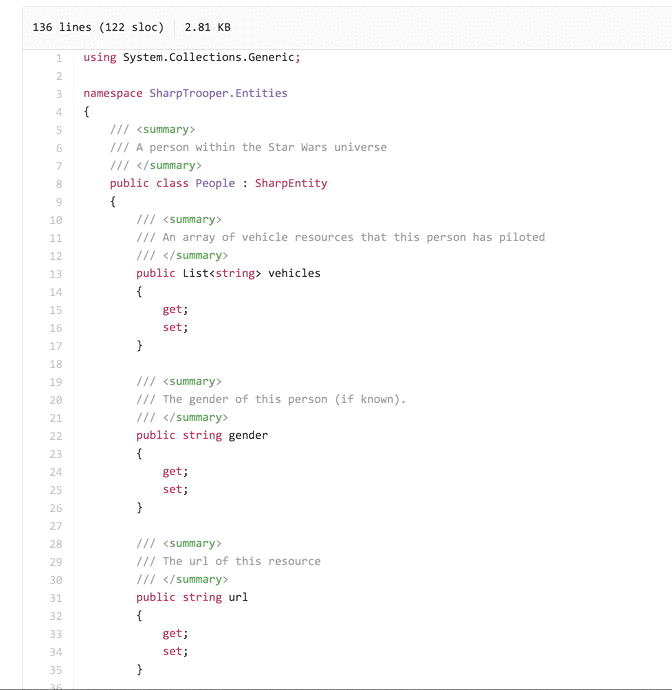 136 lines (122 sloc) 2.81 KB
1 using System.Collections.Generic;
2
3 namespace SharpTrooper.Entities
4 {
5 /// <summary>
6 /// A person within the Star Wars universe
7 /// </summary>
8 public class People : SharpEntity
9 {
10 /// <summary>
11 /// An array of vehicle resources that this person has piloted
12 /// </summary>
13 public List<string> vehicles
14 {
15 get;
16 set;
17 }
18
19 /// <summary>
20 /// The gender of this person (if known).
21 /// </summary>
22 public string gender
23 {
24 get;
25 set;
26 }
27
28 /// <summary>
29 /// The url of this resource
30 /// </summary>
31 public string url
32 {
33 get;
34 set;
35 }
36